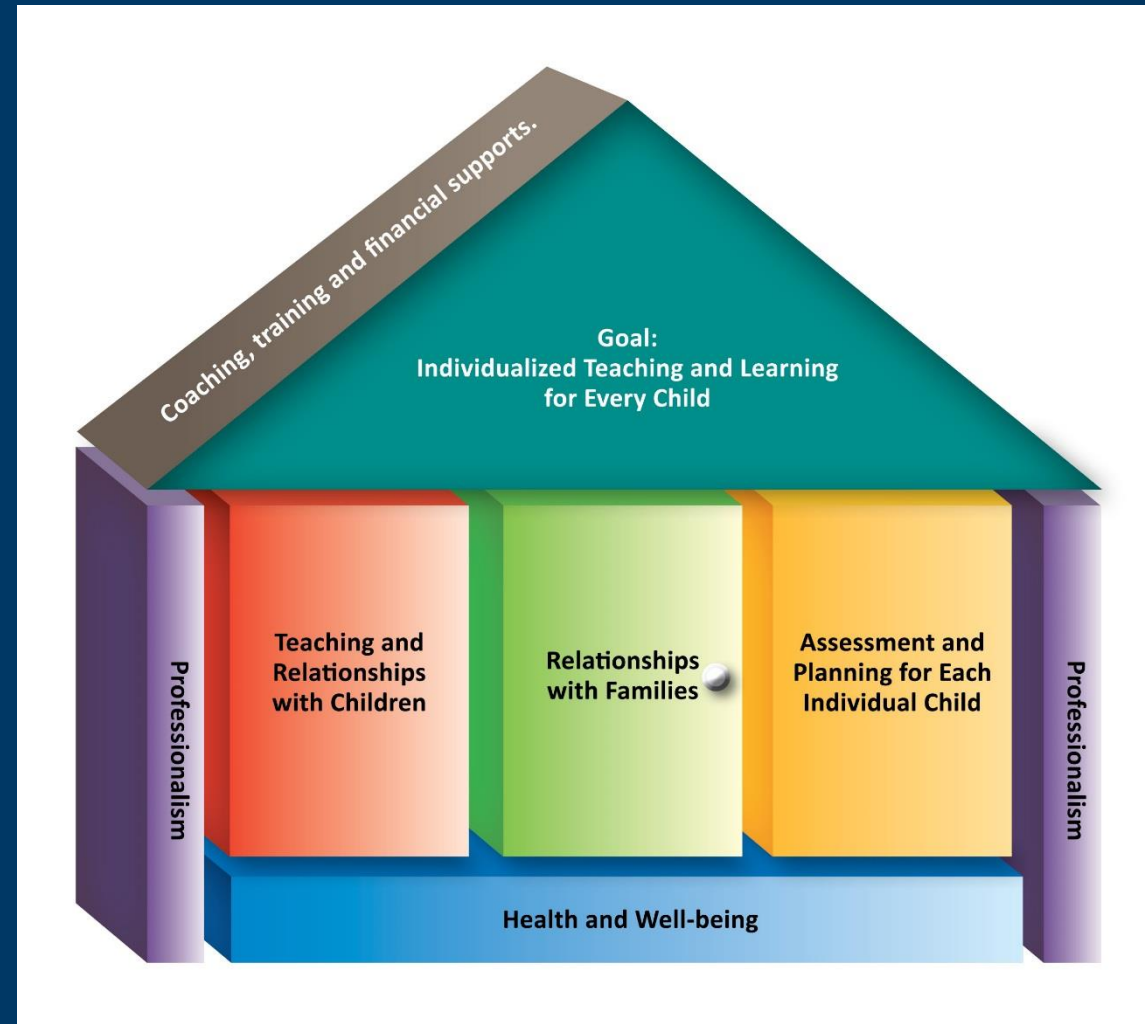 Coaching, training and financial supports.
Goal:
Individualized Teaching and Learning
for Every Child
Professionalism
Teaching and
Relationships
with Children
Relationships
with Families
Assessment and
Planning for Each
Individual Child
Professionalism
Health and Well-being